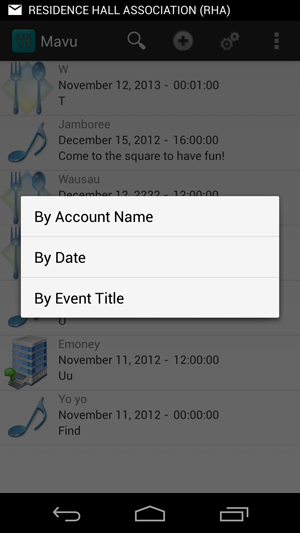 RESIDENCE HALL ASSOCIATION (RHA)
Mavu
W
November 12, 2013 - 00:01:00
T
Jamboree
December 15, 2012 - 16:00:00
Come to the square to have fun!
Wausau
December 12, 2222 - 12:00:00
By Account Name
By Date
By Event Title
U
Emoney
November 11, 2012 - 12:00:00
Uu
Yo yo
November 11, 2012 - 00:00:00
Find